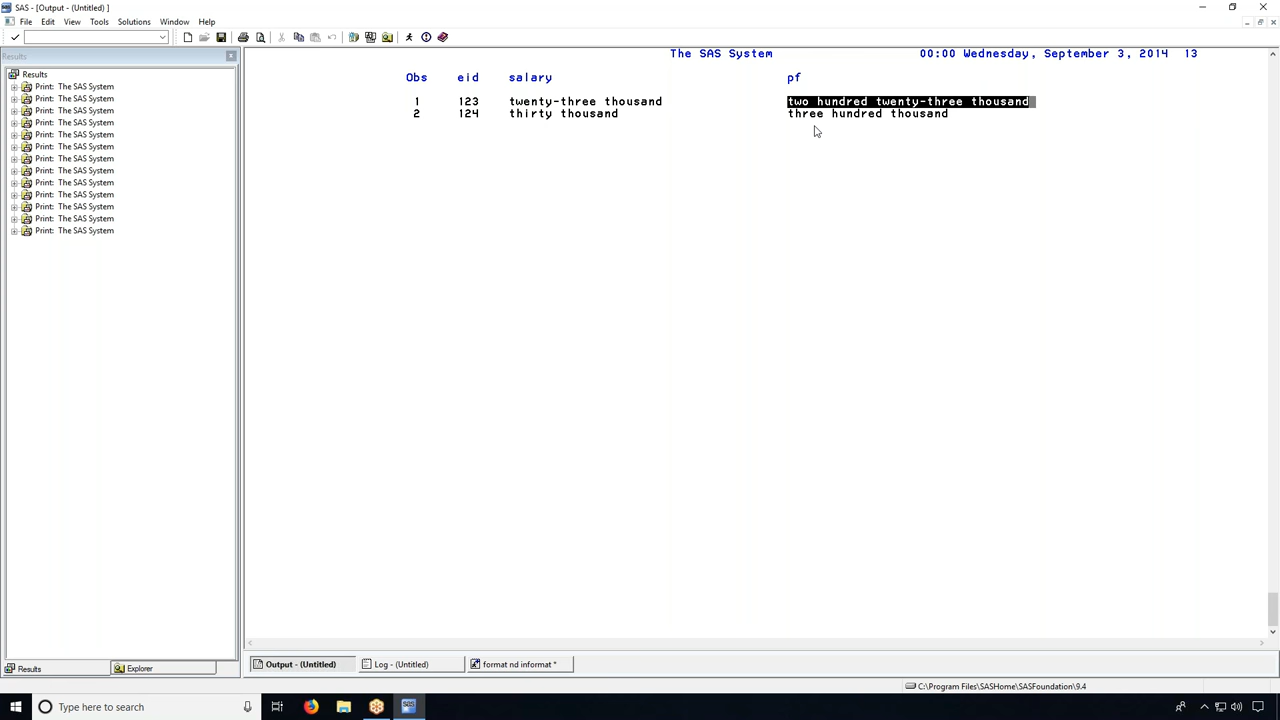 SAS - [Output - (Untitled) ]
File Edit View Tools Solutions Window Help
Results
Results
Print: The SAS System
Print: The SAS System
Print: The SAS System
Print: The SAS System
Print: The SAS System
Print: The SAS System
Print: The SAS System
Print: The SAS System
Print: The SAS System
Print: The SAS System
Print: The SAS System
Print: The SAS System
Print: The SAS System
The SAS System 00:00 Wednesday, September 3, 2014 13
Obs eid salary pf
1 123 twenty-three thousand two hundred twenty-three thousand
2 124 thirty thousand three hundred thousand
Results Explorer
Output - (Untitled) Log - (Untitled) format nd informat *
C:\Program Files\SASHome\SASFoundation\9.4
Type here to search